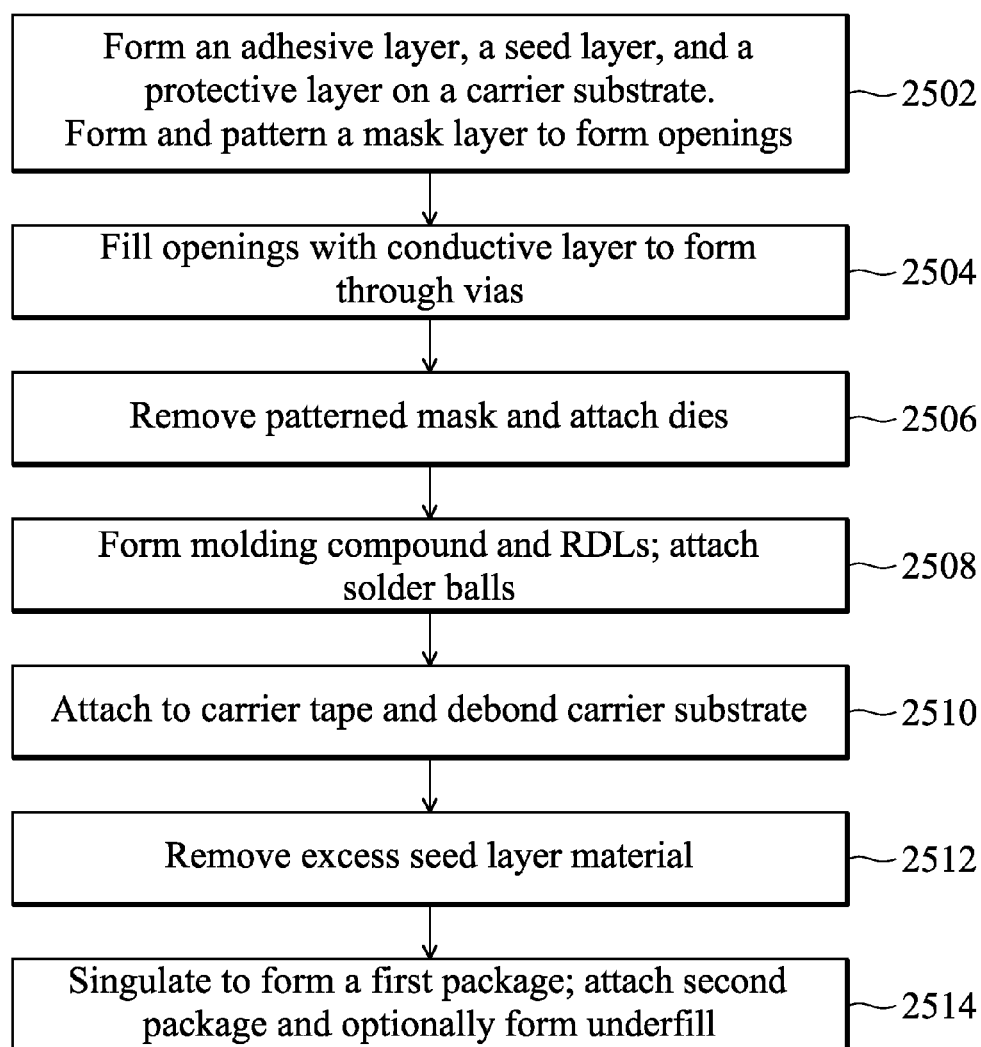 Form an adhesive layer, a seed layer, and a
protective layer on a carrier substrate.
Form and pattern a mask layer to form openings
2502
Fill openings with conductive layer to form
through vias
2504
Remove patterned mask and attach dies
2506
Form molding compound and RDLs; attach
solder balls
2508
Attach to carrier tape and debond carrier substrate
2510
Remove excess seed layer material
2512
Singulate to form a first package; attach second
package and optionally form underfill
2514